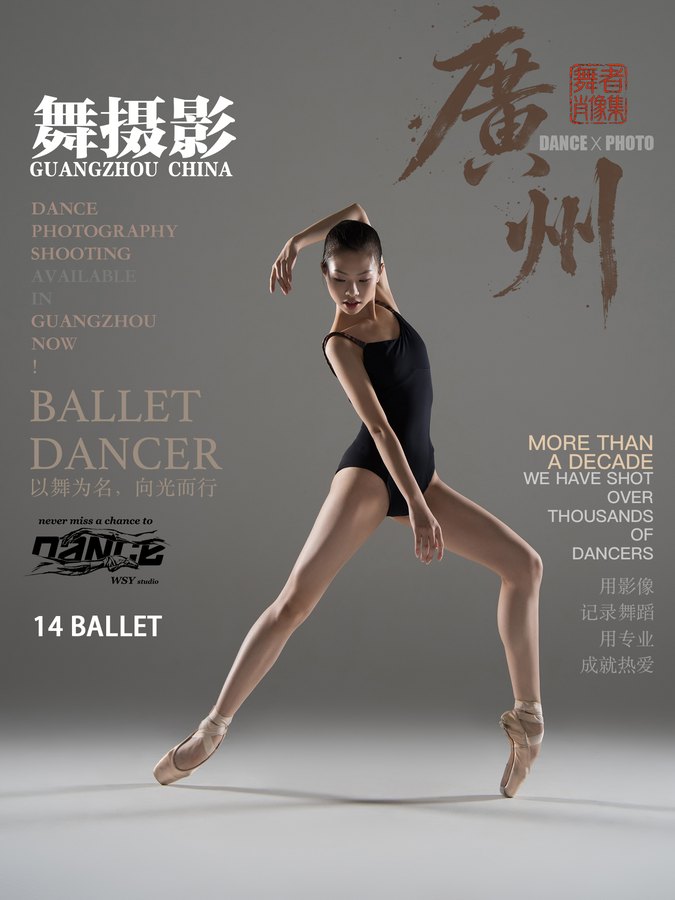 廣州
舞者
肖像集
DANCE X PHOTO
舞摄影
GUANGZHOU CHINA
DANCE
PHOTOGRAPHY
SHOOTING
AVAILABLE
IN
GUANGZHOU
NOW
!
BALLET
DANCER
以舞为名，向光而行
never miss a chance to
DANCE
WSY studio
14 BALLET
MORE THAN
A DECADE
WE HAVE SHOT
OVER
THOUSANDS
OF
DANCERS
用影像
记录舞蹈
用专业
成就热爱